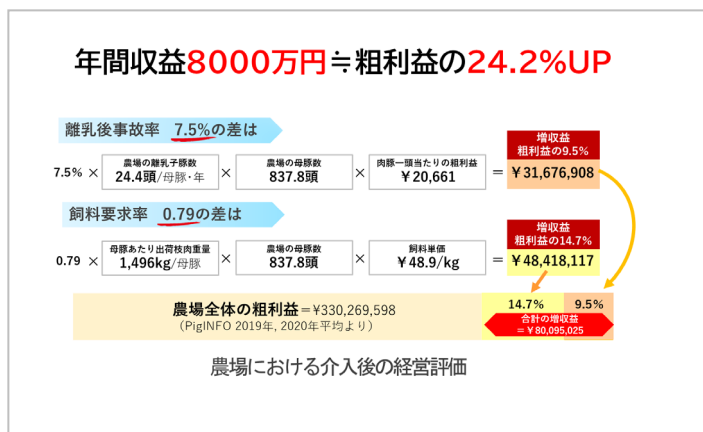 年間収益8000万円≒粗利益の24.2%UP
離乳後事故率 7.5%の差は
増収益
粗利益の9.5%
7.5% ×
農場の離乳子豚数
24.4頭/母豚・年
×
農場の母豚数
837.8頭
×
肉豚一頭当たりの粗利益
¥20,661
=
¥31,676,908
飼料要求率 0.79の差は
増収益
粗利益の14.7%
0.79 ×
母豚あたり出荷枝肉重量
1,496kg/母豚
×
農場の母豚数
837.8頭
×
飼料単価
¥48.9/kg
=
¥48,418,117
農場全体の粗利益=¥330,269,598
(PigINFO 2019年, 2020年平均より)
14.7%
9.5%
合計の増収益
=¥80,095,025
農場における介入後の経営評価